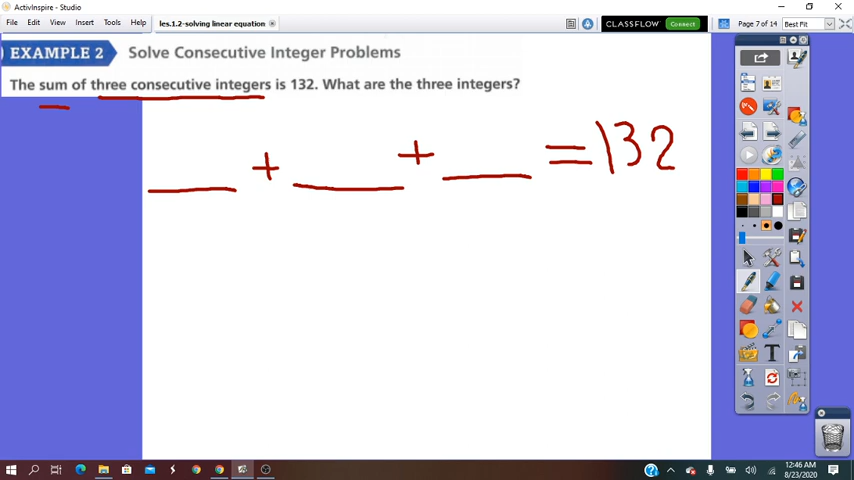 ActivInspire - Studio
File Edit View Insert Tools Help les.1.2-solving linear equation CLASSFLOW Connect Page 7 of 14 Best Fit
EXAMPLE 2 Solve Consecutive Integer Problems
The sum of three consecutive integers is 132. What are the three integers?
___ + ___ + ___ = 132
12:46 AM
8/23/2020